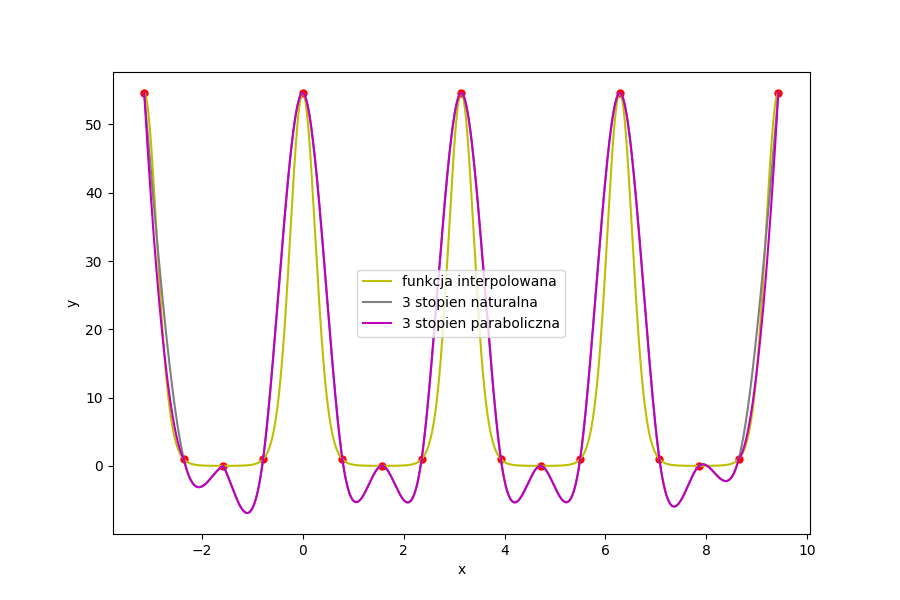 50
40
30
20
10
0
y
funkcja interpolowana
3 stopien naturalna
3 stopien paraboliczna
−2
0
2
4
6
8
10
x